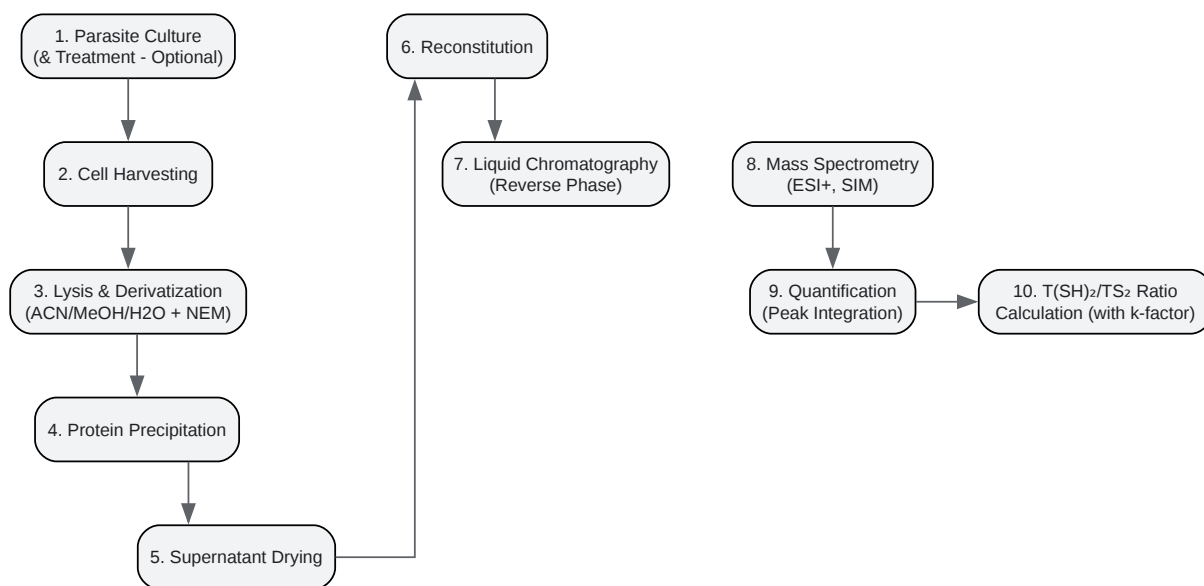 1. Parasite Culture
(& Treatment - Optional)
2. Cell Harvesting
3. Lysis & Derivatization
(ACN/MeOH/H2O + NEM)
4. Protein Precipitation
5. Supernatant Drying
6. Reconstitution
7. Liquid Chromatography
(Reverse Phase)
8. Mass Spectrometry
(ESI+, SIM)
9. Quantification
(Peak Integration)
10. T(SH)₂/TS₂ Ratio
Calculation (with k-factor)